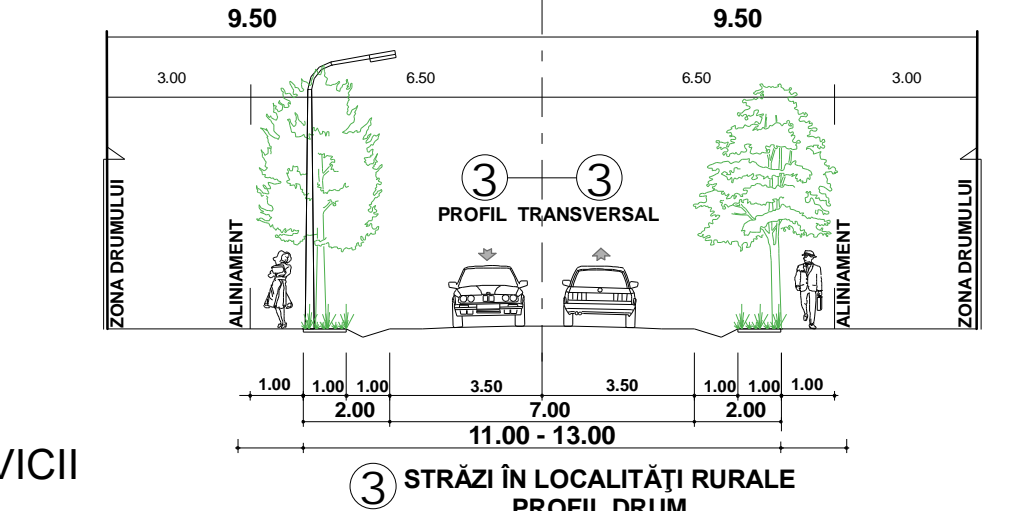 9.50 9.50
3.00 6.50 6.50 3.00
3 3
PROFIL TRANSVERSAL
ZONA DRUMULUI
ALINIAMENT
ALINIAMENT
ZONA DRUMULUI
1.00 1.00 1.00 3.50 3.50 1.00 1.00 1.00
2.00 7.00 2.00
11.00 - 13.00
VICII
3 STRĂZI ÎN LOCALITĂŢI RURALE
PROFIL DRUM